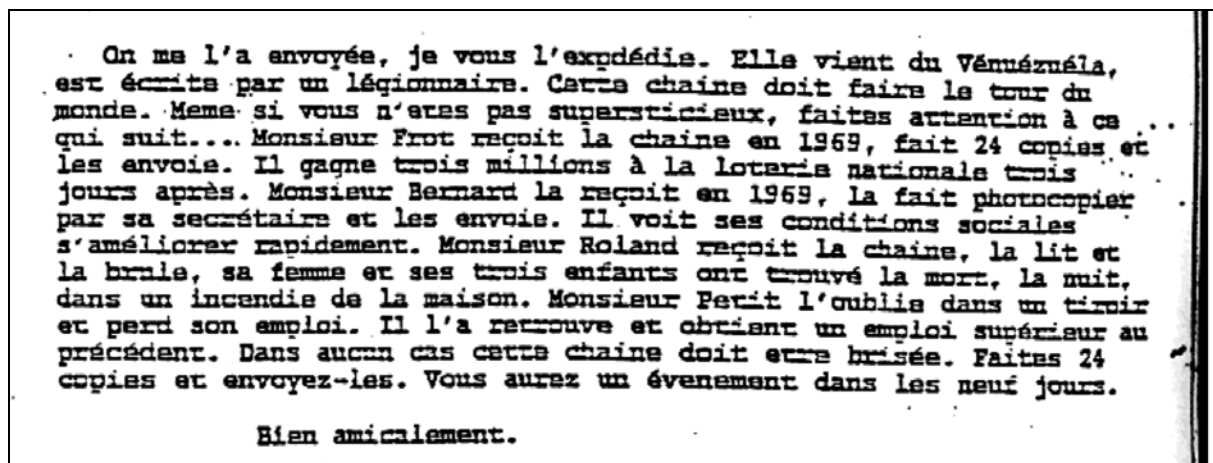 On me l'a envoyée, je vous l'expdédie. Elle vient du Vénuéznéla,
est écrite par un légionnaire. Cette chaine doit faire le tour du
monde. Meme si vous n'etes pas supersticieux, faites attention à ce
qui suit.... Monsieur Frot reçoit la chaine en 1969, fait 24 copies et
les envoie. Il gagne trois millions à la loterie nationale trois
jours après. Monsieur Bernard la reçoit en 1969, la fait photocopier
par sa secrétaire et les envoie. Il voit ses conditions sociales
s'améliorer rapidement. Monsieur Roland reçoit la chaine, la lit et
la brule, sa femme et ses trois enfants ont trouvé la mort, la nuit,
dans un incendie de la maison. Monsieur Petit l'oublie dans un tiroir
et perd son emploi. Il l'a retrouve et obtient un emploi supérieur au
précédent. Dans aucun cas cette chaine doit etre brisée. Faites 24
copies et envoyez-les. Vous aurez un évenement dans les neuf jours.
Bien amicalement.